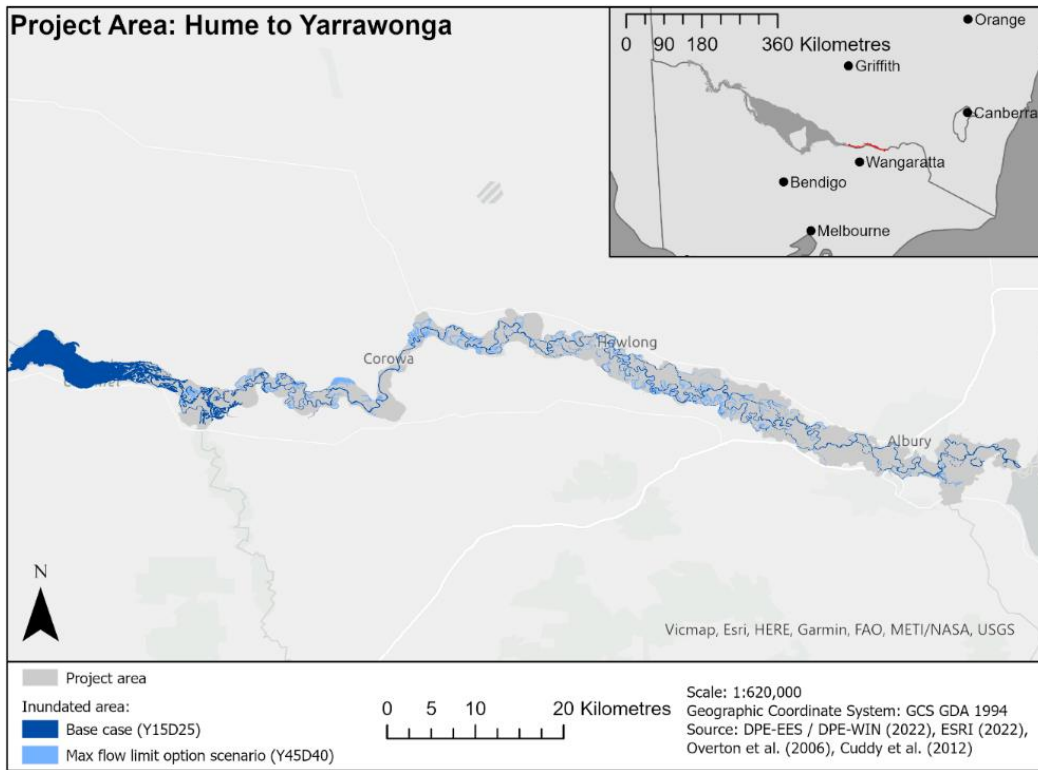 Project Area: Hume to Yarrawonga
0 90 180 360 Kilometres
Orange
Griffith
Canberra
Wangaratta
Bendigo
Melbourne
Howlong
Corowa
Albury
N
Vicmap, Esri, HERE, Garmin, FAO, METI/NASA, USGS
Project area
Inundated area:
Base case (Y15D25)
Max flow limit option scenario (Y45D40)
0 5 10 20 Kilometres
Scale: 1:620,000
Geographic Coordinate System: GCS GDA 1994
Source: DPE-EES / DPE-WIN (2022), ESRI (2022),
Overton et al. (2006), Cuddy et al. (2012)